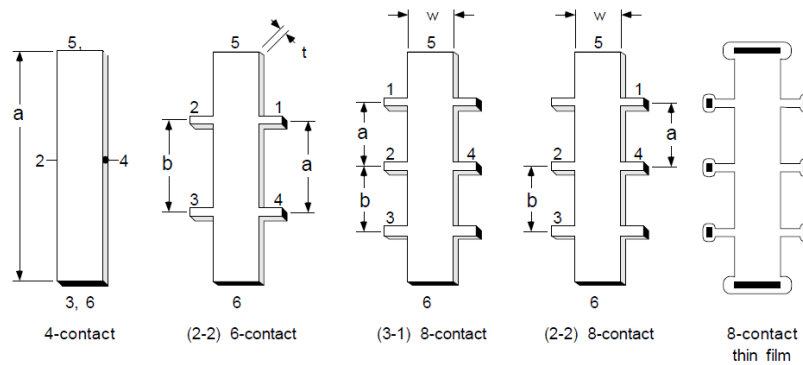 5,
a
2
4
3, 6
4-contact
5
t
2
1
b
a
3
4
6
(2-2) 6-contact
w
5
1
a
2
4
b
3
6
(3-1) 8-contact
w
5
1
a
2
4
b
3
6
(2-2) 8-contact
8-contact
thin film